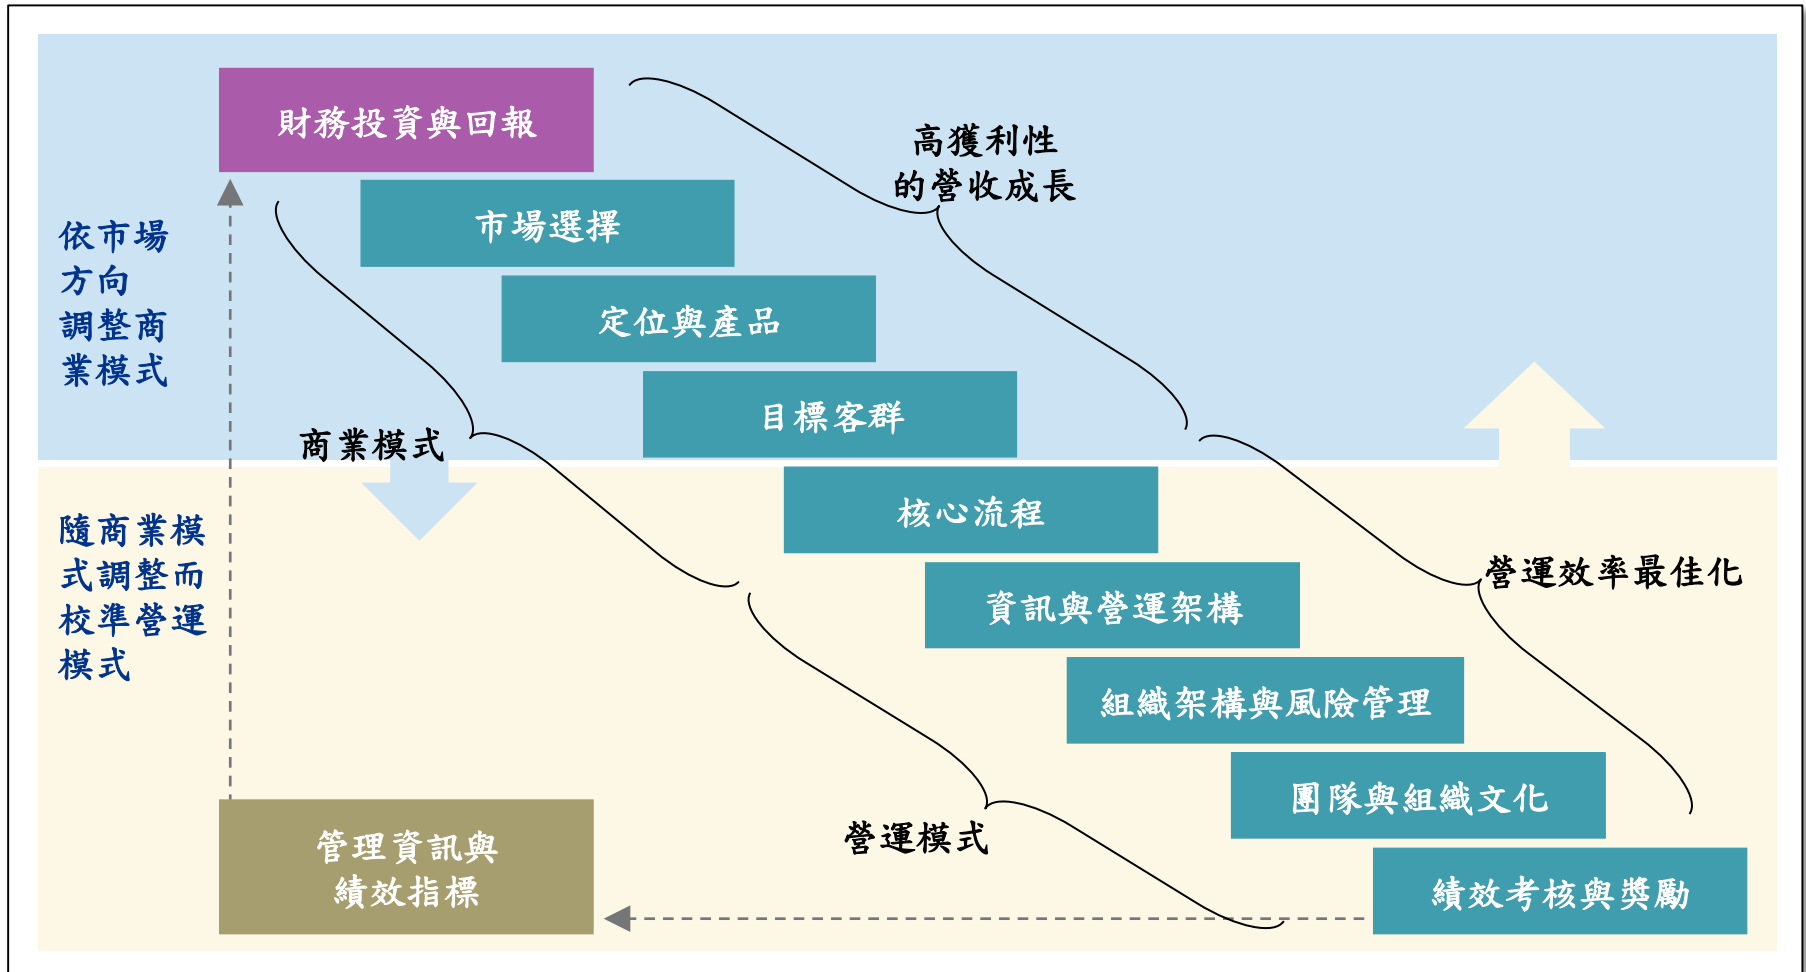 財務投資與回報
高獲利性
的營收成長
市場選擇
依市場
方向
調整商
業模式
定位與產品
目標客群
商業模式
核心流程
隨商業模
式調整而
校準營運
模式
營運效率最佳化
資訊與營運架構
組織架構與風險管理
團隊與組織文化
營運模式
管理資訊與
績效指標
績效考核與獎勵